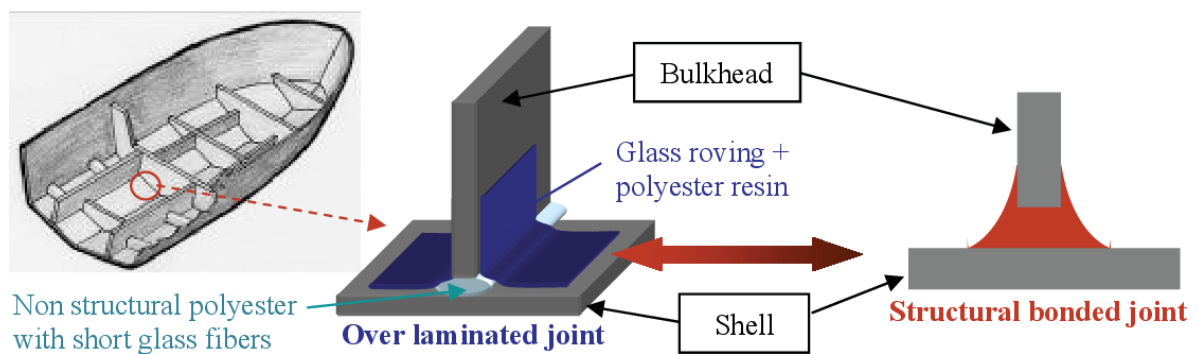 Bulkhead
Glass roving +
polyester resin
Non structural polyester
with short glass fibers
Over laminated joint
Shell
Structural bonded joint